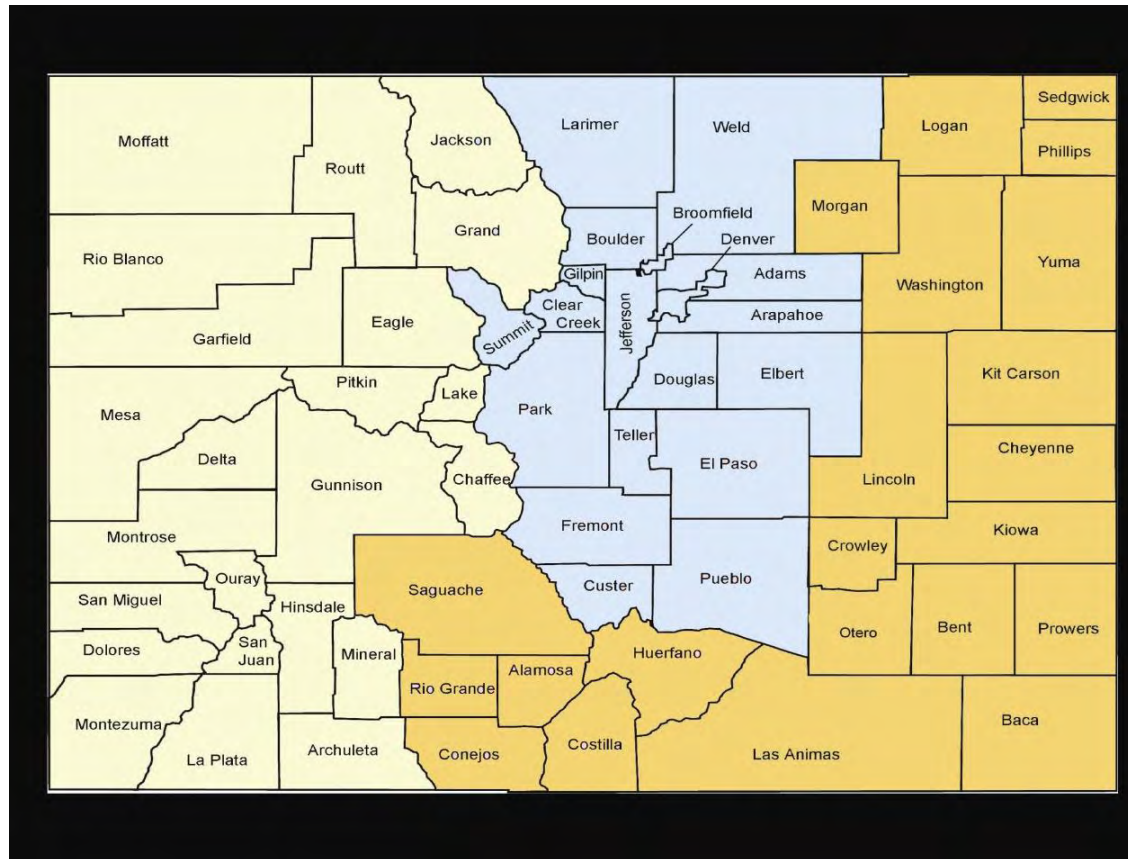 Moffatt
Routt
Jackson
Larimer
Weld
Logan
Sedgwick
Phillips
Rio Blanco
Grand
Boulder
Broomfield
Morgan
Denver
Washington
Yuma
Garfield
Eagle
Summit
Gilpin
Clear
Creek
Jefferson
Adams
Arapahoe
Mesa
Pitkin
Lake
Park
Douglas
Elbert
Kit Carson
Delta
Gunnison
Chaffee
Teller
El Paso
Lincoln
Cheyenne
Montrose
Fremont
Crowley
Kiowa
Ouray
San Miguel
Hinsdale
Saguache
Custer
Pueblo
Dolores
San
Juan
Mineral
Rio Grande
Alamosa
Huerfano
Otero
Bent
Prowers
Montezuma
La Plata
Archuleta
Conejos
Costilla
Las Animas
Baca